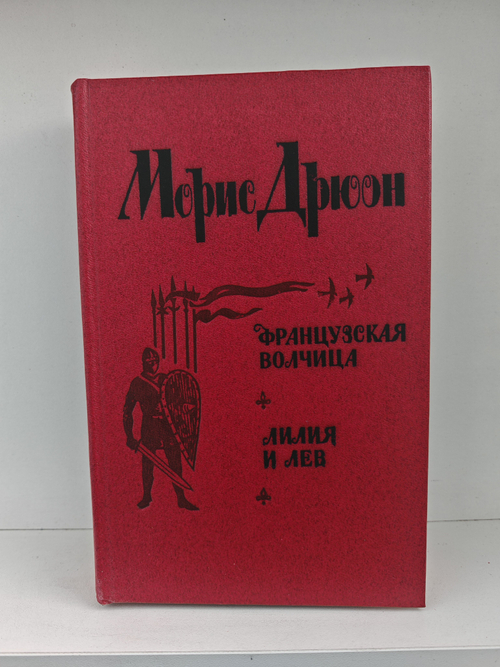 Морис Дрюон
Французская
волчица
Лилия
и лев